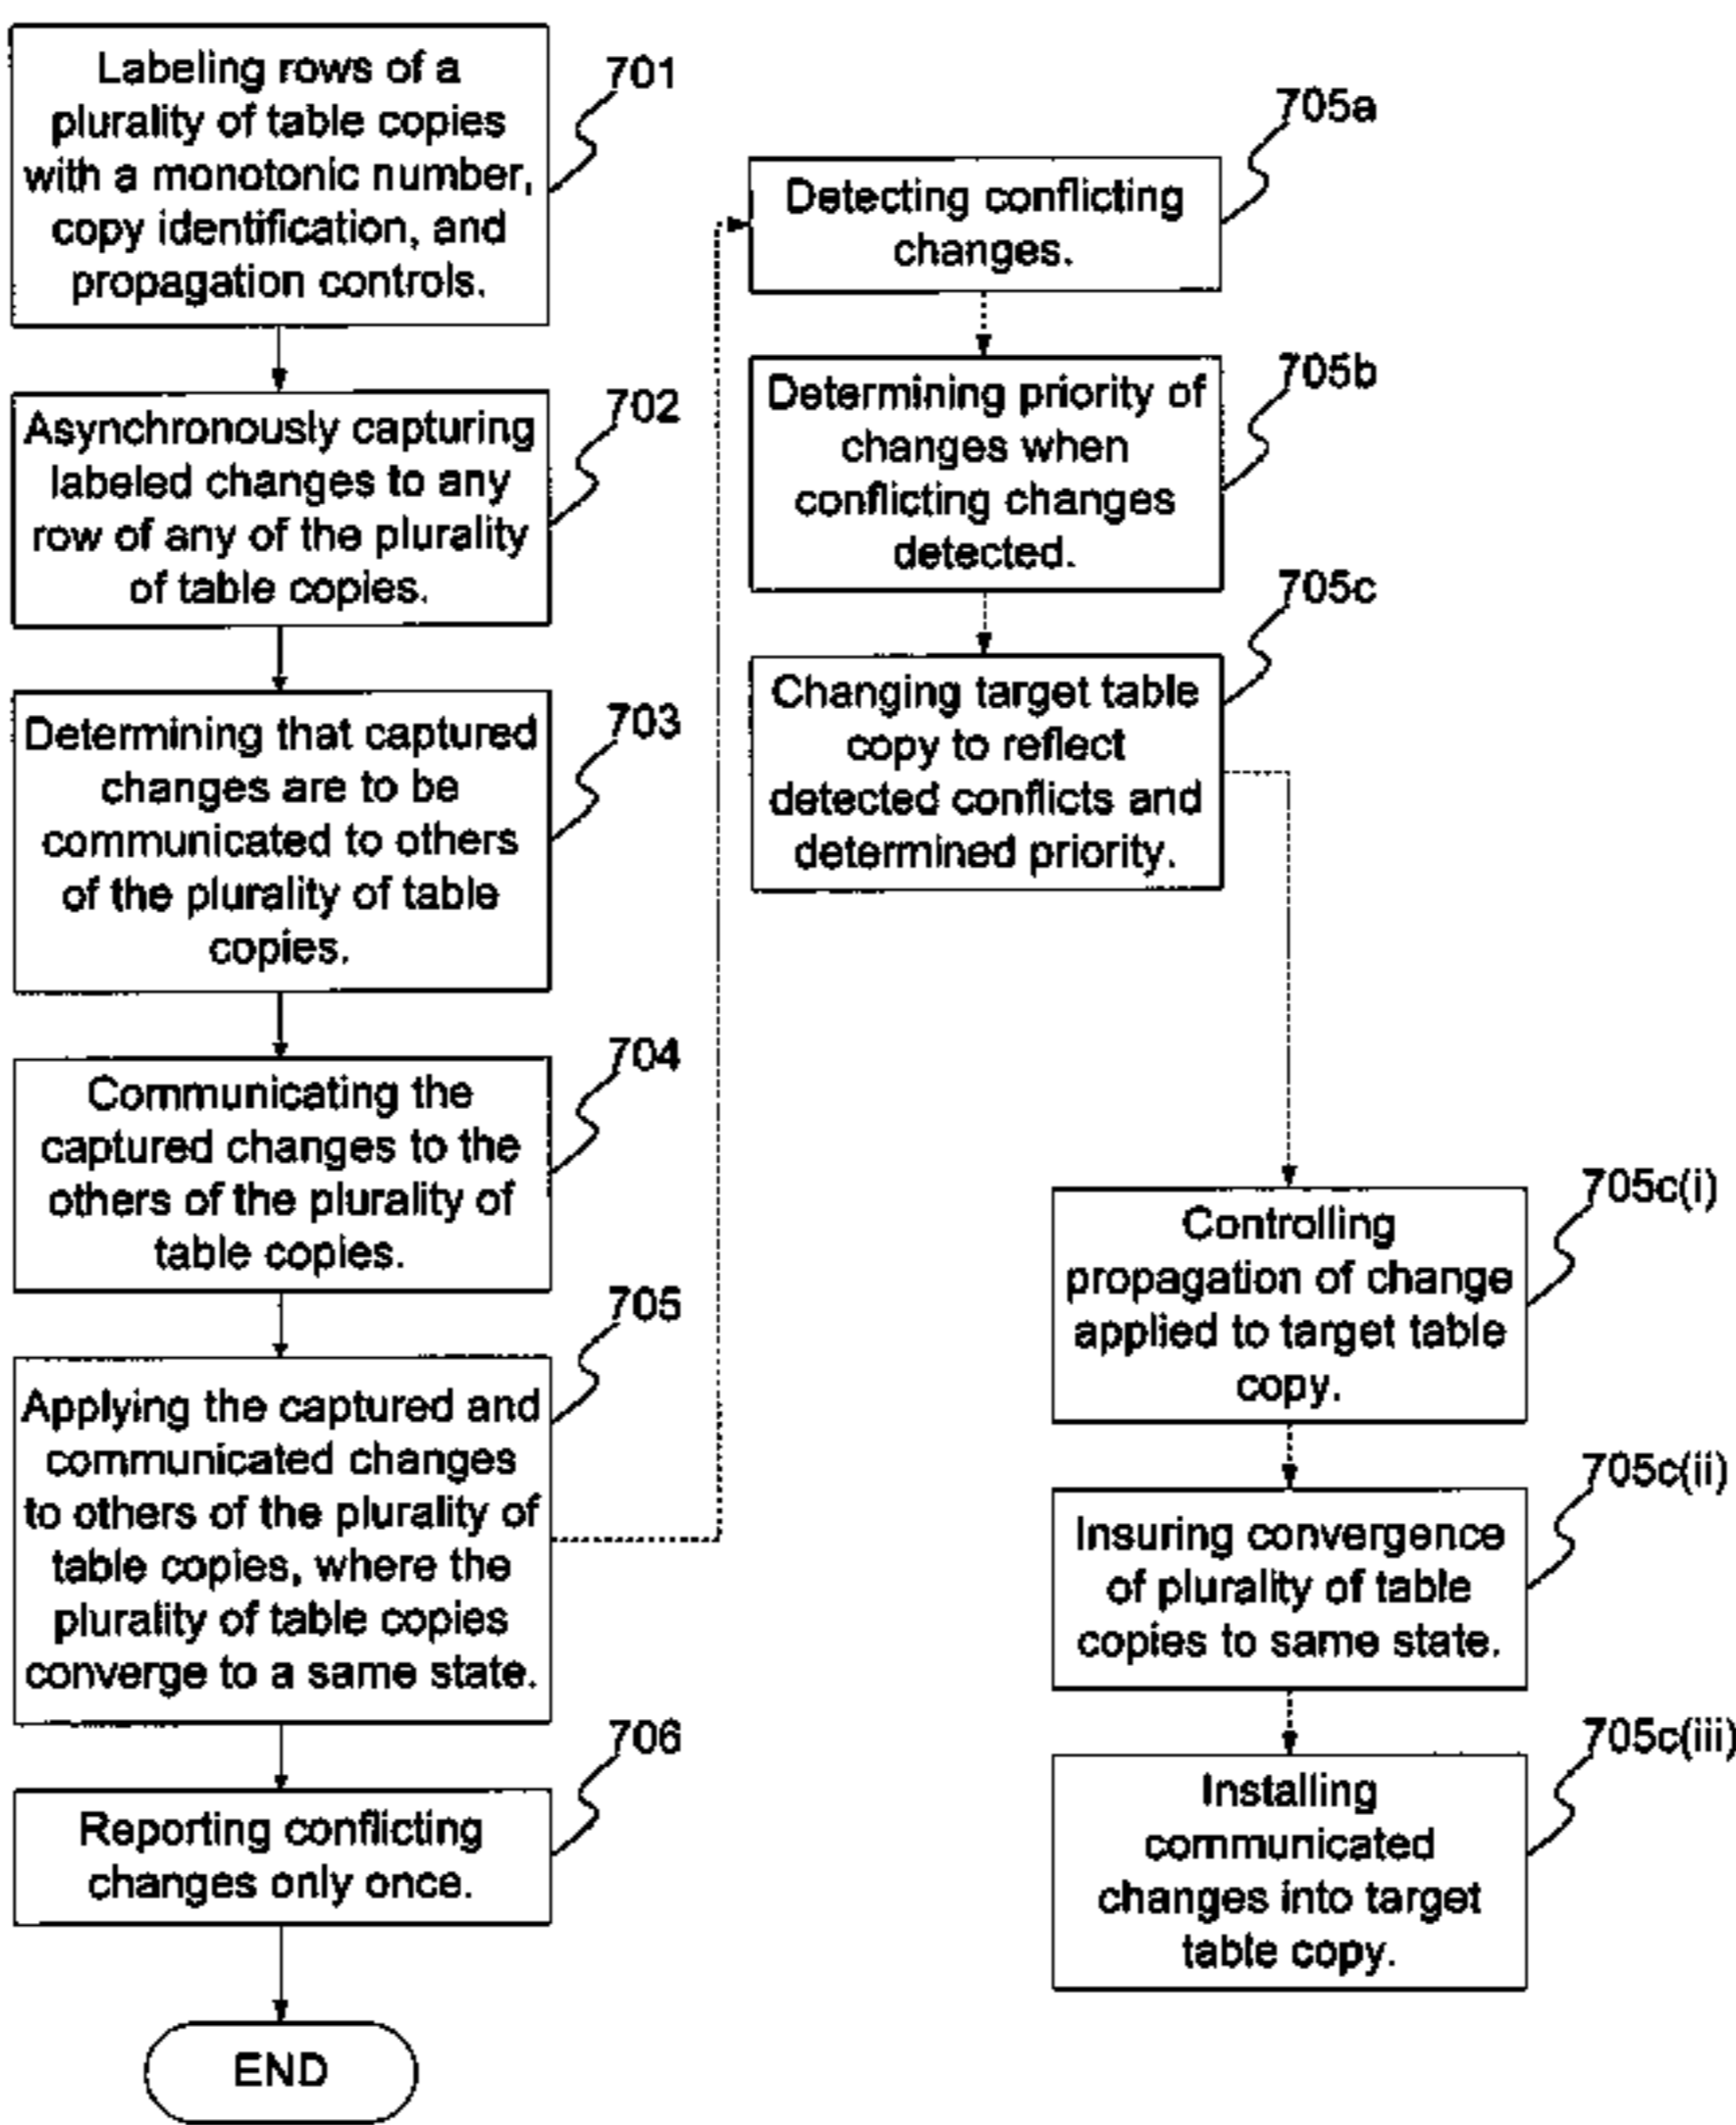 Labeling rows of a
plurality of table copies
with a monotonic number,
copy identification, and
propagation controls.
701
Asynchronously capturing
labeled changes to any
row of any of the plurality
of table copies.
702
Determining that captured
changes are to be
communicated to others
of the plurality of table
copies.
703
Communicating the
captured changes to the
others of the plurality of
table copies.
704
Applying the captured and
communicated changes
to others of the plurality of
table copies, where the
plurality of table copies
converge to a same state.
705
Reporting conflicting
changes only once.
706
END
Detecting conflicting
changes.
705a
Determining priority of
changes when
conflicting changes
detected.
705b
Changing target table
copy to reflect
detected conflicts and
determined priority.
705c
Controlling
propagation of change
applied to target table
copy.
705c(i)
Insuring convergence
of plurality of table
copies to same state.
705c(ii)
Installing
communicated
changes into target
table copy.
705c(iii)